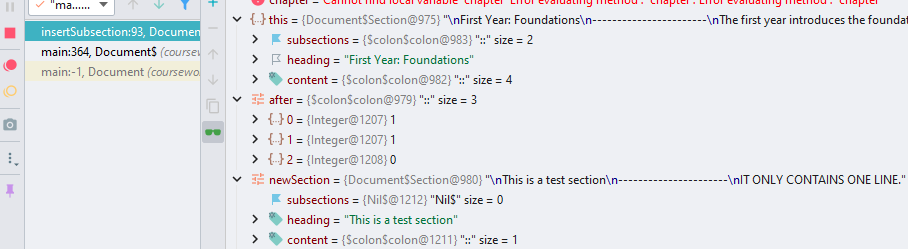 "ma......
insertSubsection:93, Documen
main:364, Document$ (coursew
main:-1, Document (coursewo
chapter = Cannot find local variable 'chapter' Error evaluating method : 'chapter': Error evaluating method : 'chapter'
this = {Document$Section@975} "\nFirst Year: Foundations\n-----------------------\nThe first year introduces the foundat
subsections = {$colon$colon@983} "::" size = 2
heading = "First Year: Foundations"
content = {$colon$colon@982} "::" size = 4
after = {$colon$colon@979} "::" size = 3
0 = {Integer@1207} 1
1 = {Integer@1207} 1
2 = {Integer@1208} 0
newSection = {Document$Section@980} "\nThis is a test section\n----------------------\nIT ONLY CONTAINS ONE LINE."
subsections = {Nil$@1212} "Nil$" size = 0
heading = "This is a test section"
content = {$colon$colon@1211} "::" size = 1